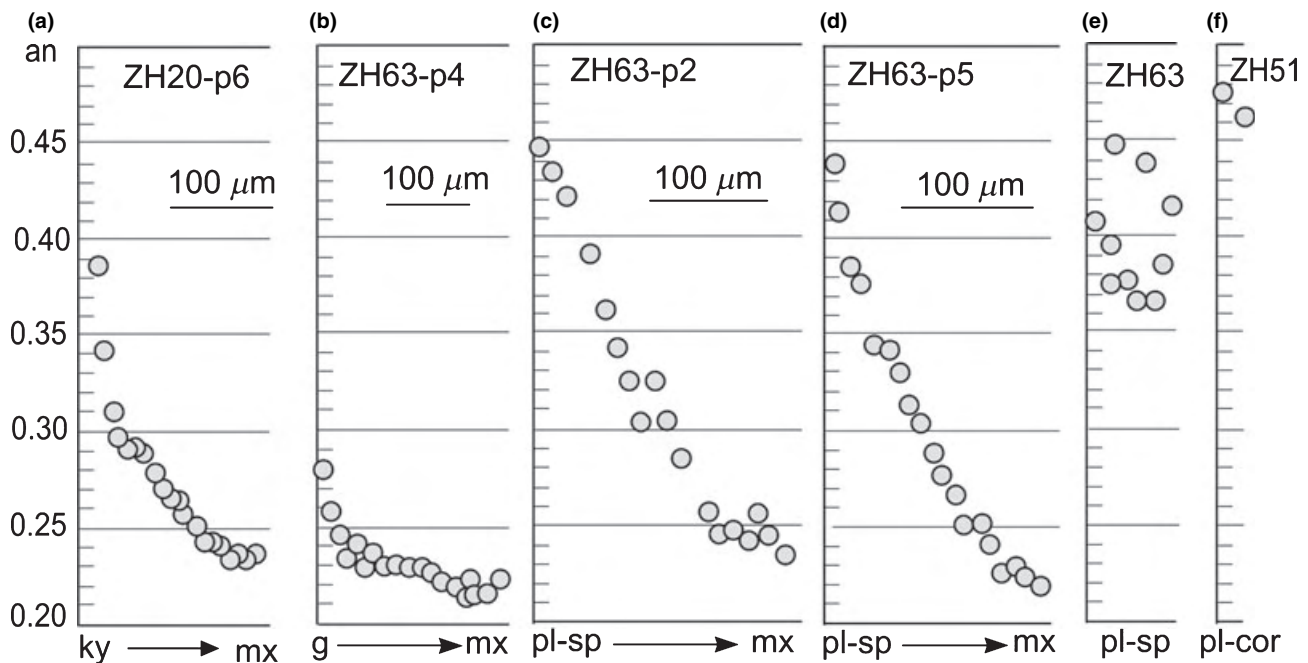 (a) (b) (c) (d) (e) (f)
an
ZH20-p6 ZH63-p4 ZH63-p2 ZH63-p5 ZH63 ZH51
0.45
100 μm 100 μm 100 μm 100 μm
0.40
0.35
0.30
0.25
0.20
ky mx g mx pl-sp mx pl-sp mx pl-sp pl-cor